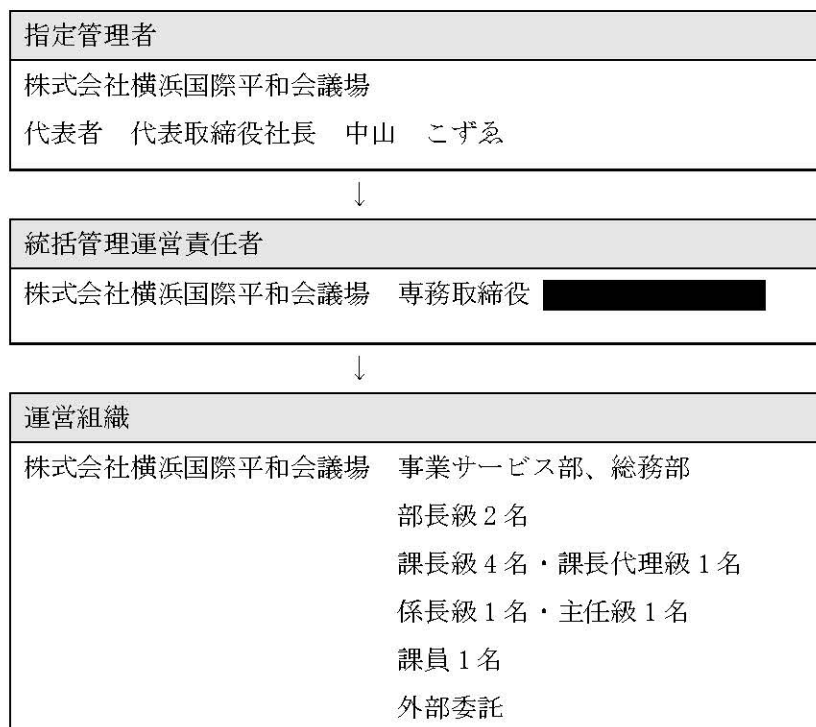 指定管理者
株式会社横浜国際平和会議場
代表者　代表取締役社長　中山　こずゑ
↓
統括管理運営責任者
株式会社横浜国際平和会議場　専務取締役
↓
運営組織
株式会社横浜国際平和会議場　事業サービス部、総務部
部長級２名
課長級４名・課長代理級１名
係長級１名・主任級１名
課員１名
外部委託